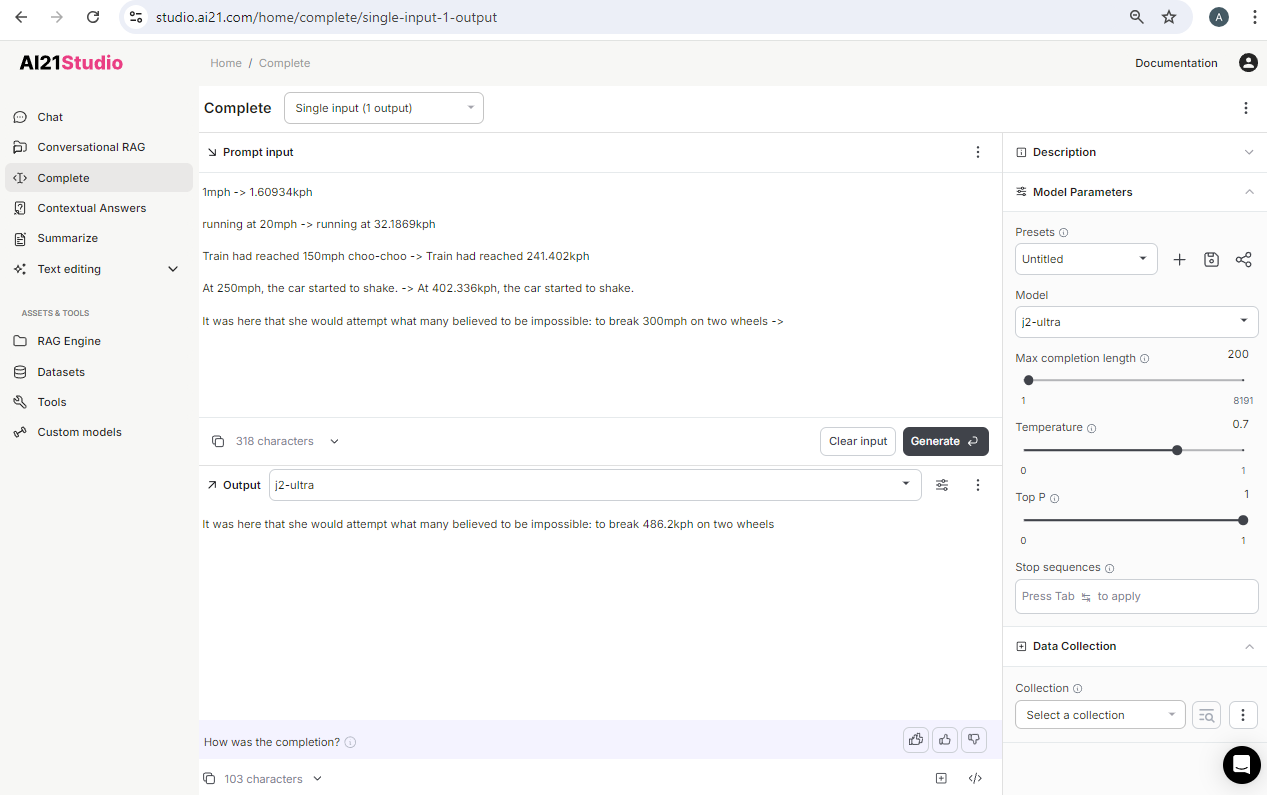 studio.ai21.com/home/complete/single-input-1-output
A
AI21Studio
Home / Complete
Documentation
Chat
Conversational RAG
Complete
Contextual Answers
Summarize
Text editing
ASSETS & TOOLS
RAG Engine
Datasets
Tools
Custom models
Complete
Single input (1 output)
Prompt input
1mph -> 1.60934kph
running at 20mph -> running at 32.1869kph
Train had reached 150mph choo-choo -> Train had reached 241.402kph
At 250mph, the car started to shake. -> At 402.336kph, the car started to shake.
It was here that she would attempt what many believed to be impossible: to break 300mph on two wheels ->
318 characters
Clear input
Generate
Output
j2-ultra
It was here that she would attempt what many believed to be impossible: to break 486.2kph on two wheels
How was the completion?
103 characters
Description
Model Parameters
Presets
Untitled
Model
j2-ultra
Max completion length 200
1 8191
Temperature 0.7
0 1
Top P 1
0 1
Stop sequences
Press Tab to apply
Data Collection
Collection
Select a collection